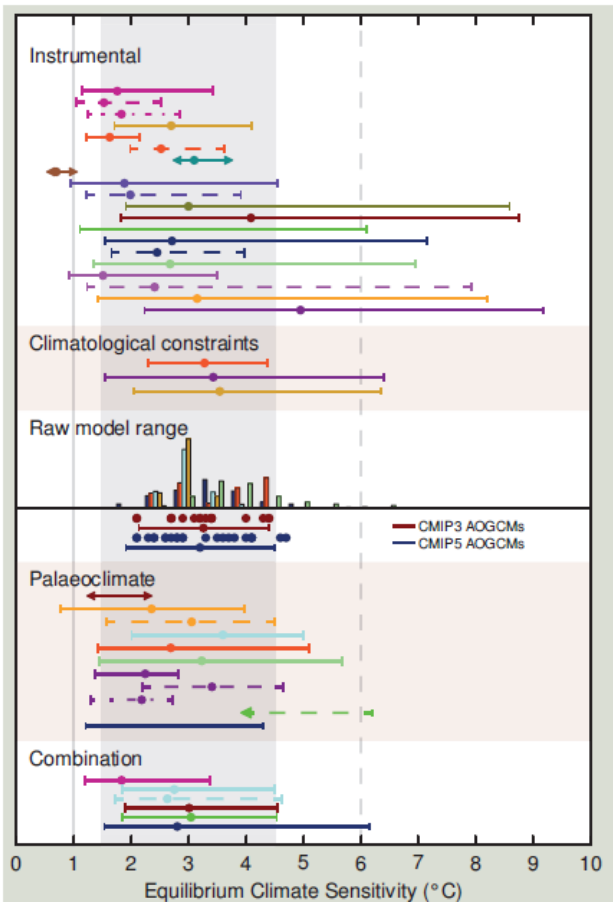 Instrumental
Climatological constraints
Raw model range
CMIP3 AOGCMs
CMIP5 AOGCMs
Palaeoclimate
Combination
0 1 2 3 4 5 6 7 8 9 10
Equilibrium Climate Sensitivity (°C)